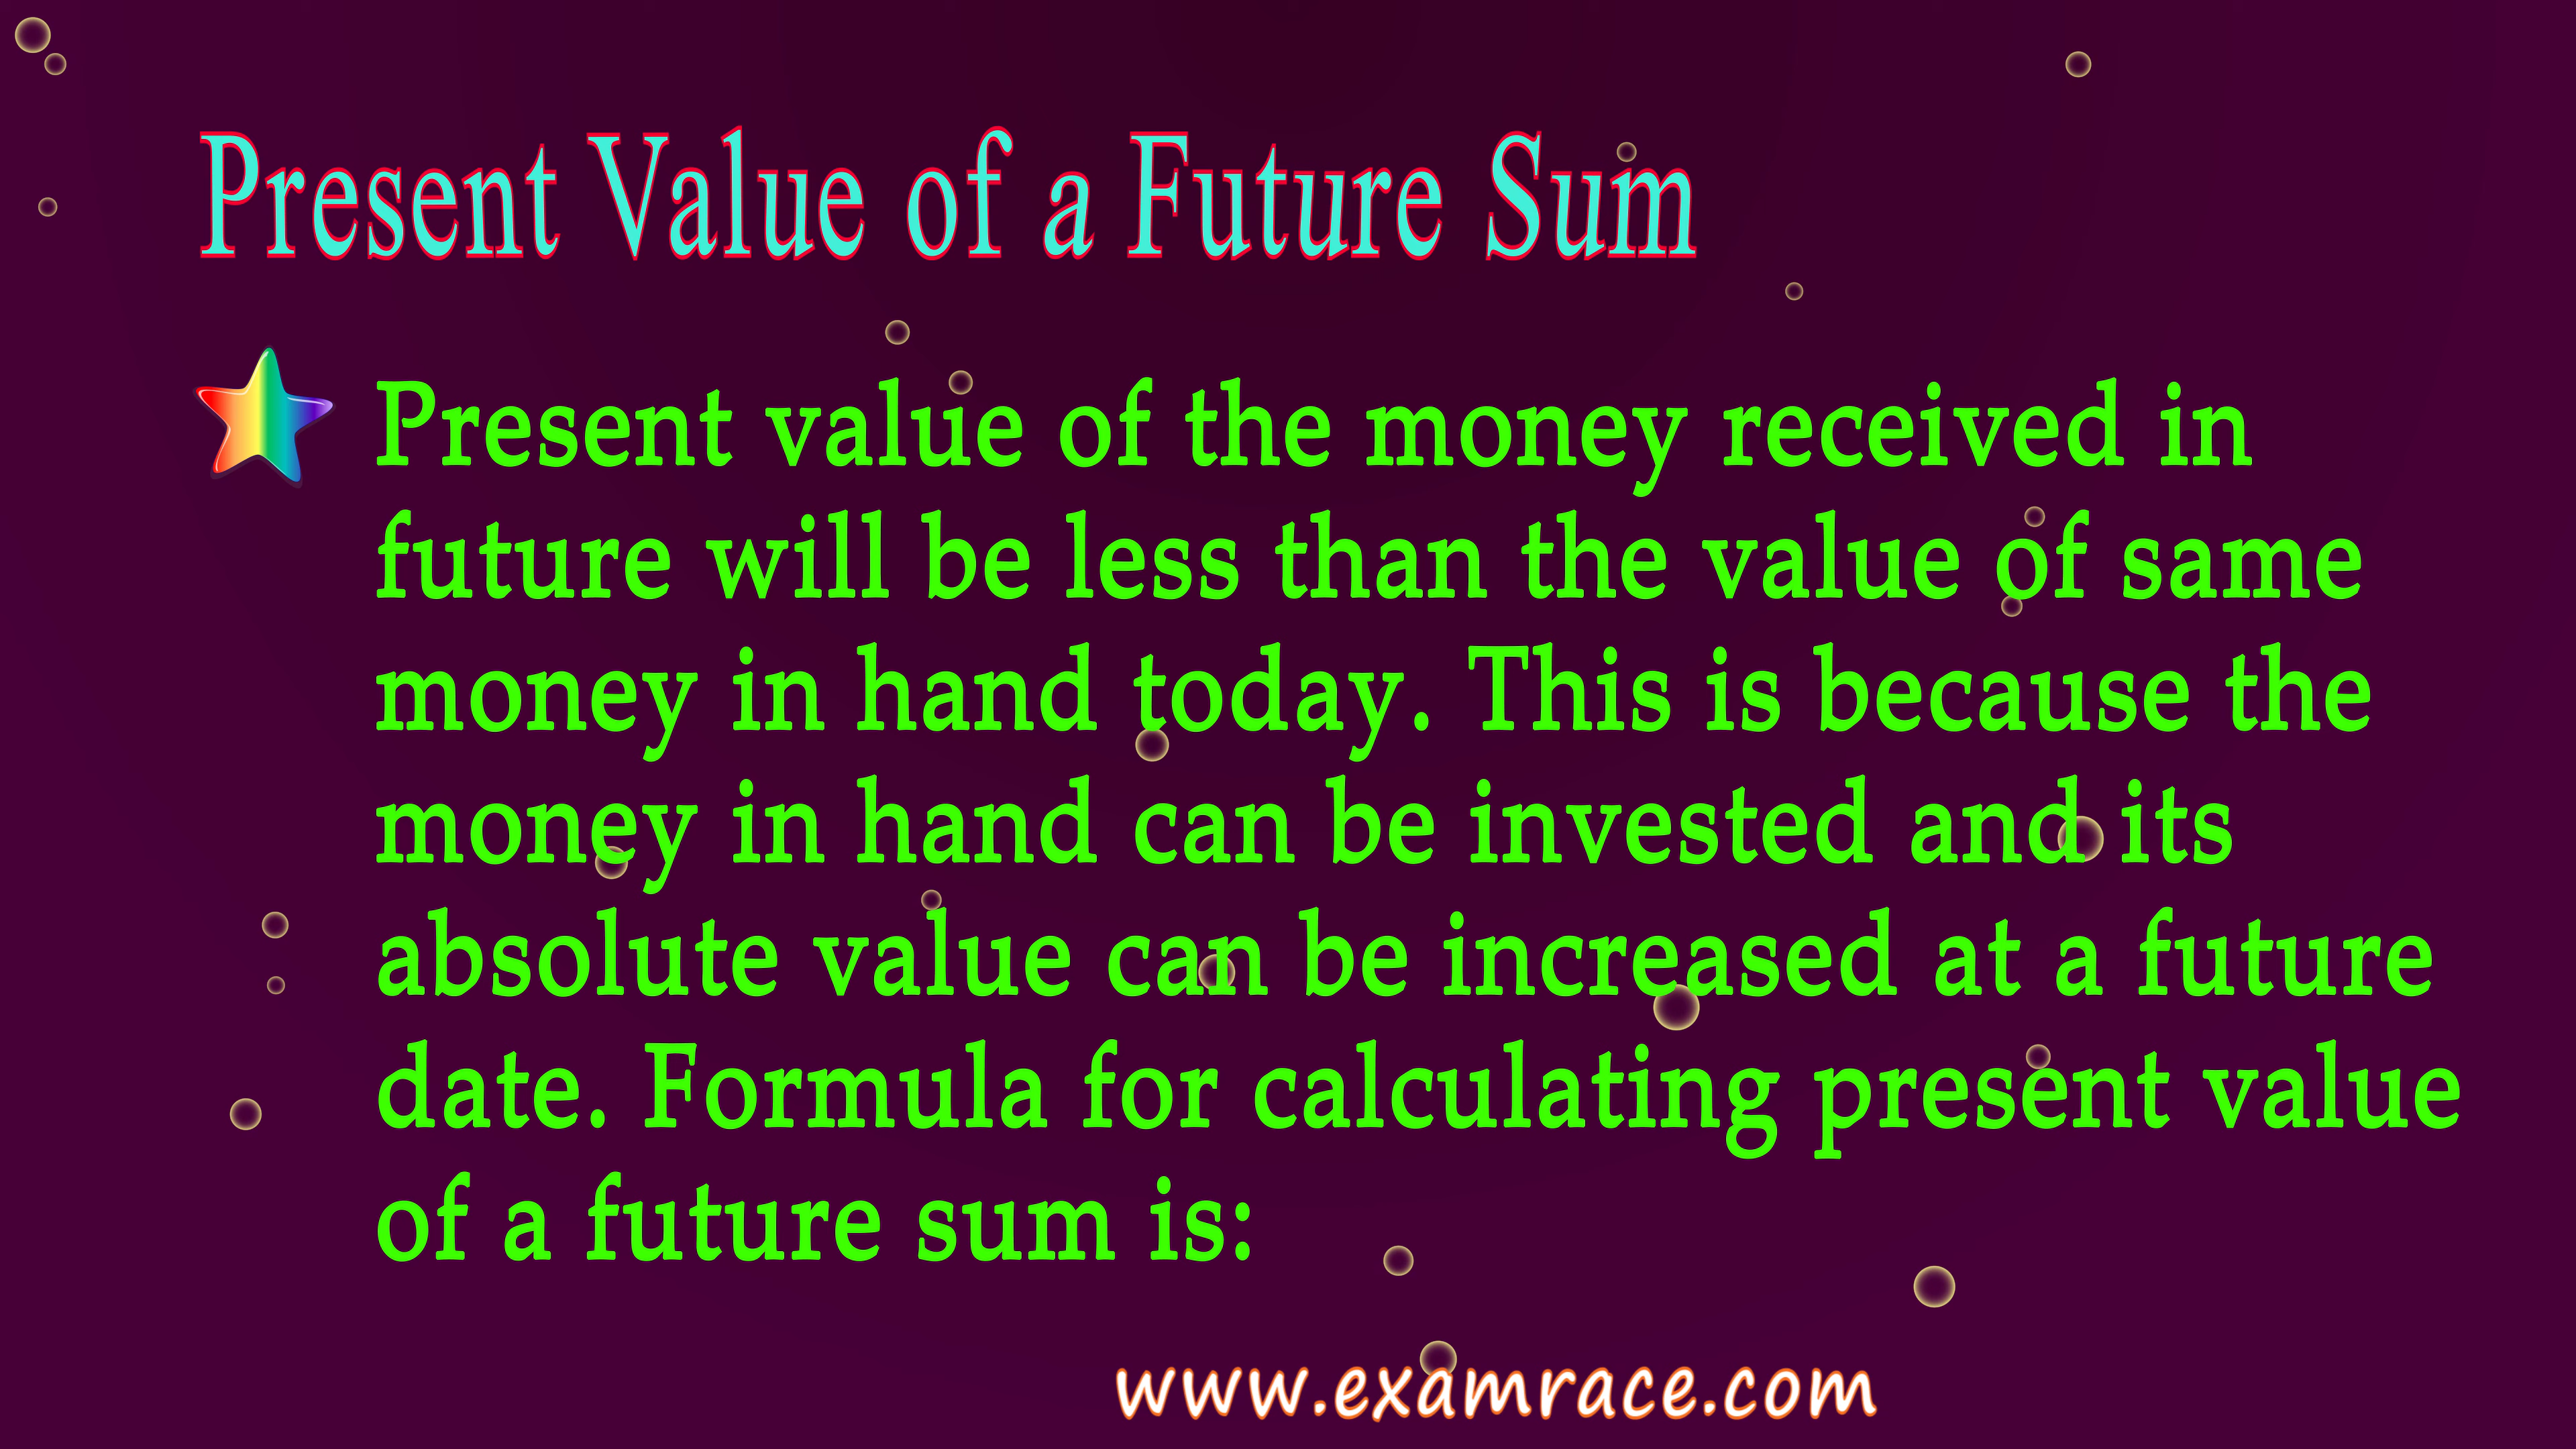 Present Value of a Future Sum
Present value of the money received in
future will be less than the value of same
money in hand today. This is because the
money in hand can be invested and its
absolute value can be increased at a future
date. Formula for calculating present value
of a future sum is:
www.examrace.com